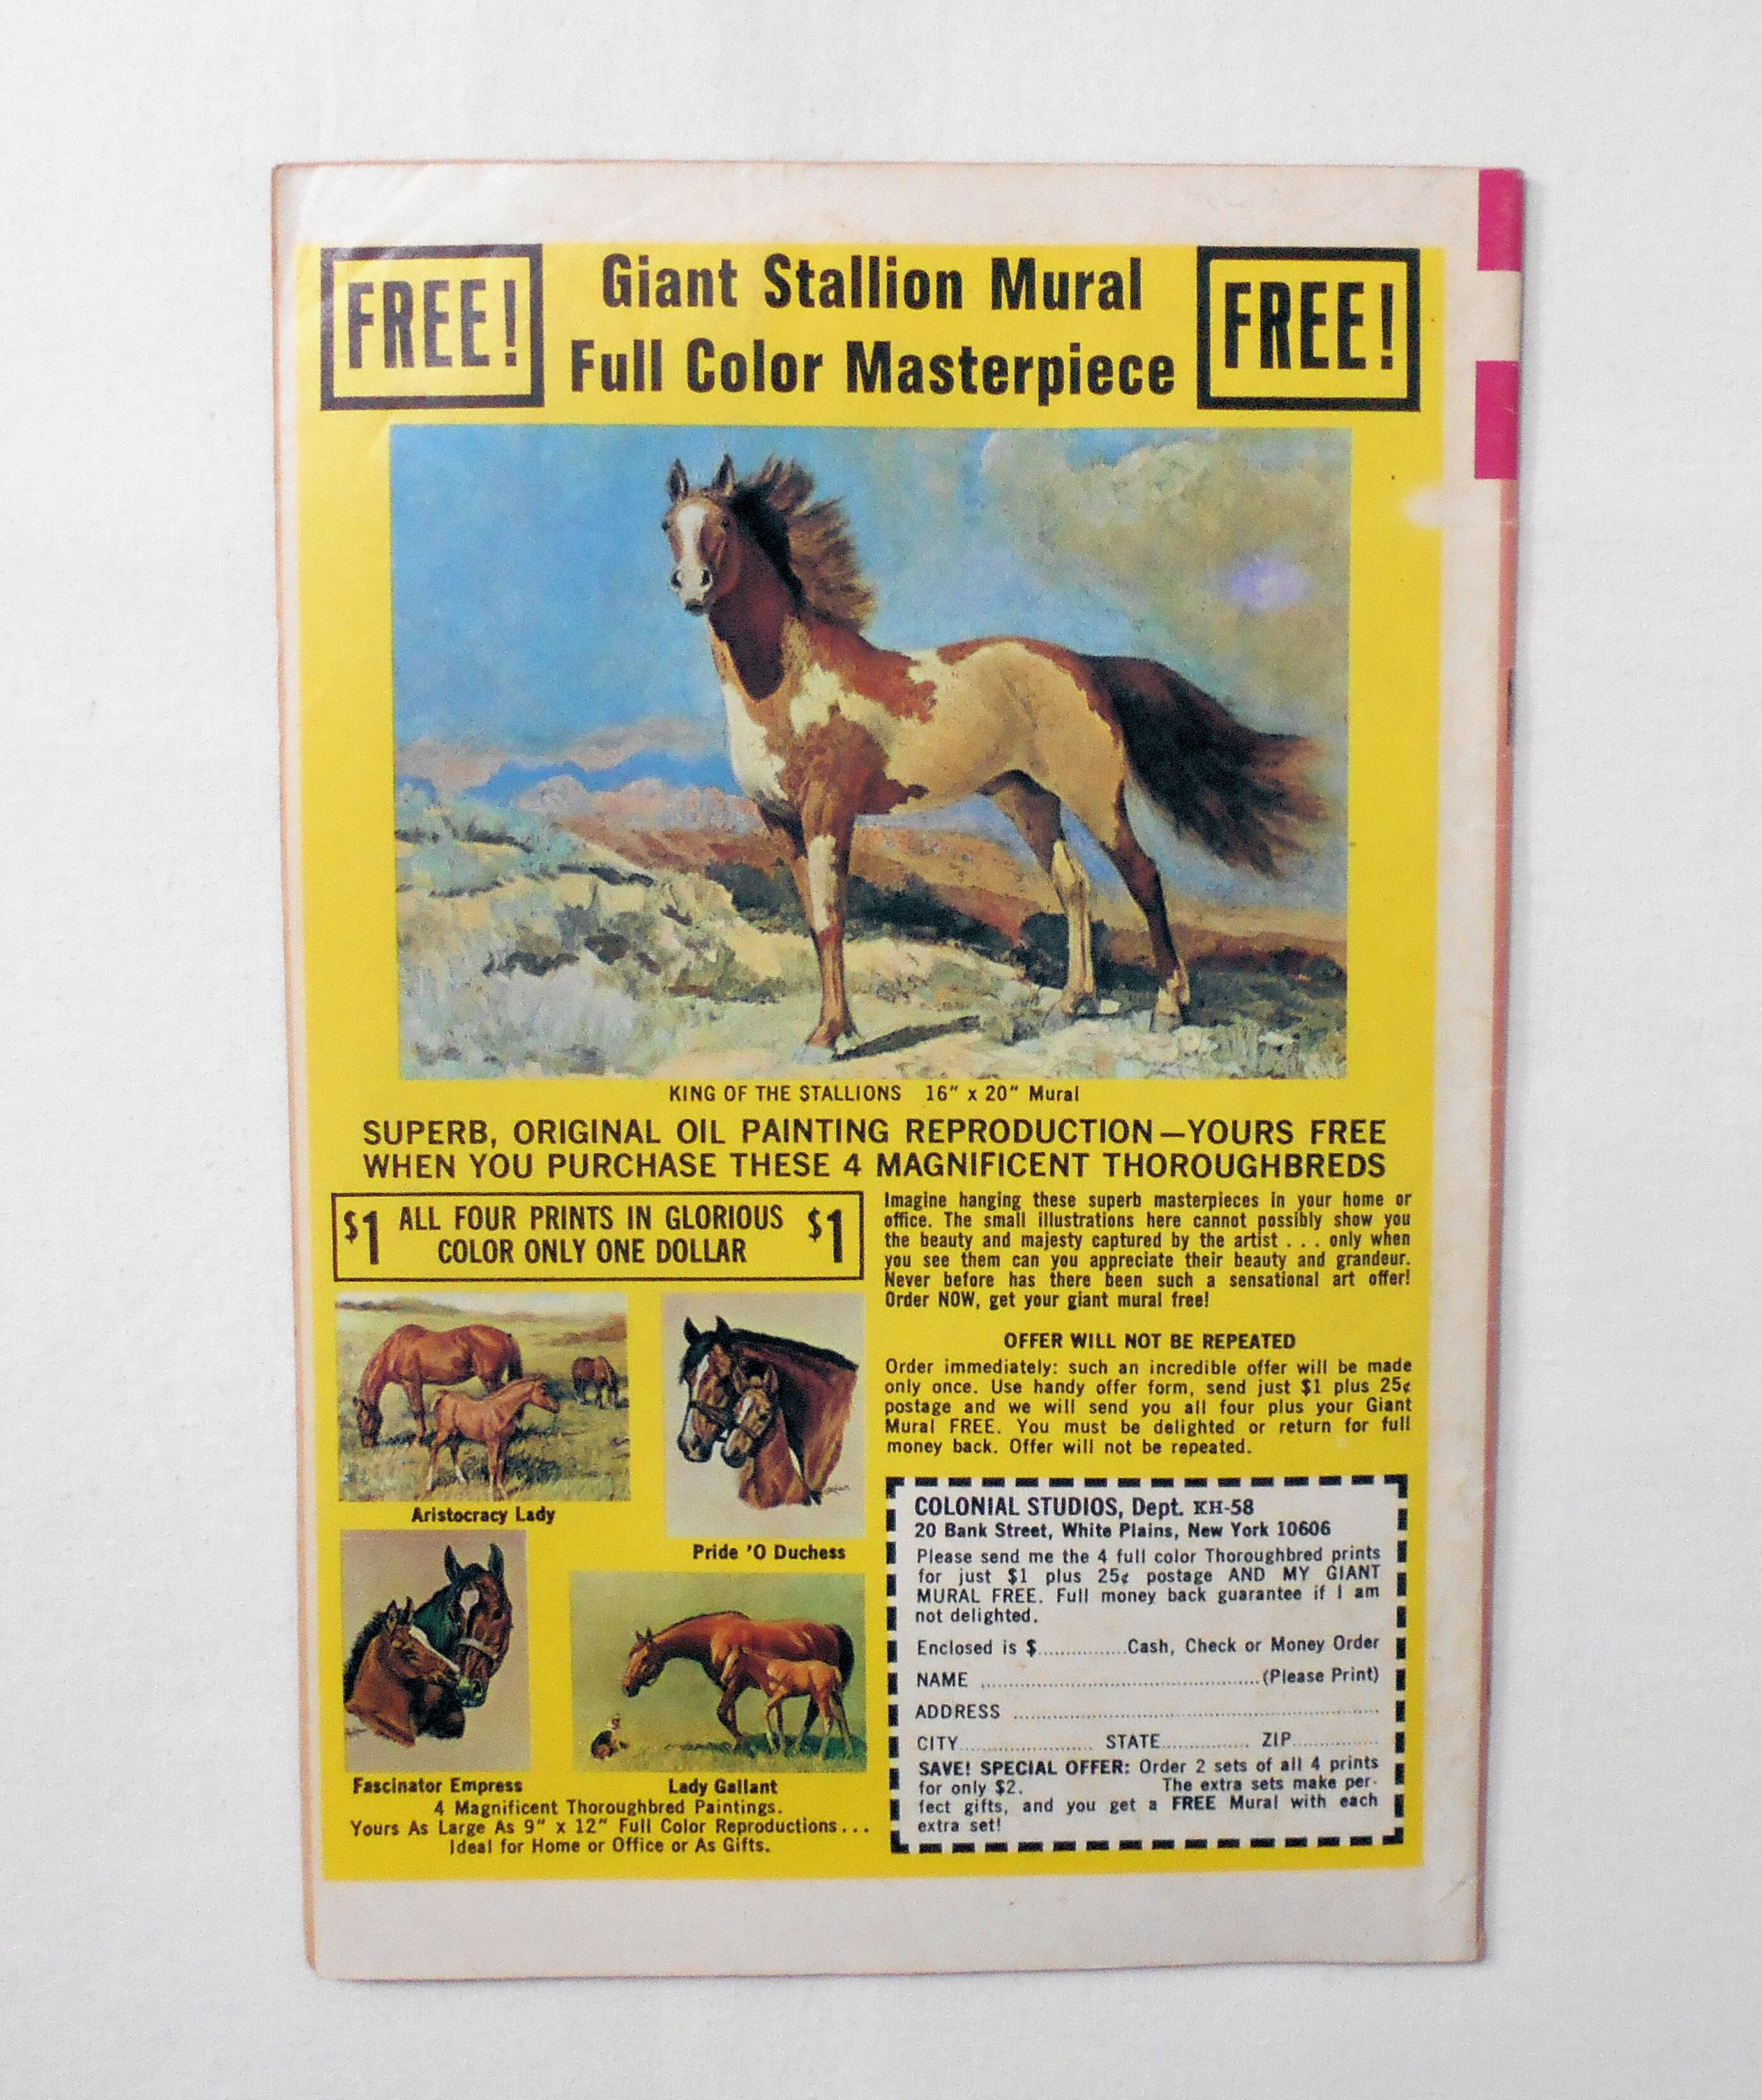 FREE!
Giant Stallion Mural
Full Color Masterpiece
FREE!
KING OF THE STALLIONS 16" x 20" Mural
SUPERB, ORIGINAL OIL PAINTING REPRODUCTION—YOURS FREE
WHEN YOU PURCHASE THESE 4 MAGNIFICENT THOROUGHBREDS
$1 ALL FOUR PRINTS IN GLORIOUS $1
COLOR ONLY ONE DOLLAR
Aristocracy Lady
Pride 'O Duchess
Fascinator Empress
Lady Gallant
4 Magnificent Thoroughbred Paintings.
Yours As Large As 9" x 12" Full Color Reproductions...
Ideal for Home or Office or As Gifts.
Imagine hanging these superb masterpieces in your home or
office. The small illustrations here cannot possibly show you
the beauty and majesty captured by the artist . . . only when
you see them can you appreciate their beauty and grandeur.
Never before has there been such a sensational art offer!
Order NOW, get your giant mural free!
OFFER WILL NOT BE REPEATED
Order immediately: such an incredible offer will be made
only once. Use handy offer form, send just $1 plus 25¢
postage and we will send you all four plus your Giant
Mural FREE. You must be delighted or return for full
money back. Offer will not be repeated.
COLONIAL STUDIOS, Dept. KH-58
20 Bank Street, White Plains, New York 10606
Please send me the 4 full color Thoroughbred prints
for just $1 plus 25¢ postage AND MY GIANT
MURAL FREE. Full money back guarantee if I am
not delighted.
Enclosed is $...............Cash, Check or Money Order
NAME ................................................(Please Print)
ADDRESS ................................................................
CITY....................... STATE............... ZIP...............
SAVE! SPECIAL OFFER: Order 2 sets of all 4 prints
for only $2. The extra sets make per-
fect gifts, and you get a FREE Mural with each
extra set!